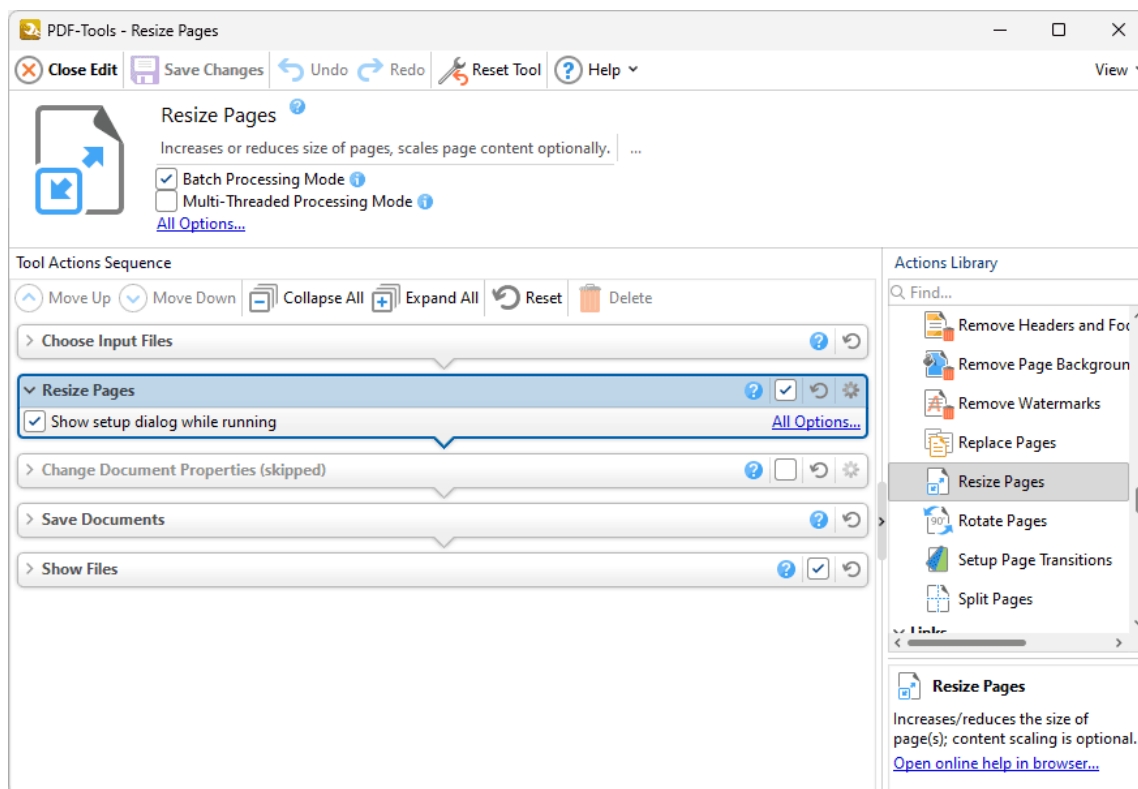 PDF-Tools - Resize Pages
Close Edit Save Changes Undo Redo Reset Tool Help View
Resize Pages
Increases or reduces size of pages, scales page content optionally. ...
Batch Processing Mode
Multi-Threaded Processing Mode
All Options...
Tool Actions Sequence
Move Up Move Down Collapse All Expand All Reset Delete
Choose Input Files
Resize Pages
Show setup dialog while running All Options...
Change Document Properties (skipped)
Save Documents
Show Files
Actions Library
Find...
Remove Headers and Foo
Remove Page Backgroun
Remove Watermarks
Replace Pages
Resize Pages
90° Rotate Pages
Setup Page Transitions
Split Pages
Links
Resize Pages
Increases/reduces the size of
page(s); content scaling is optional.
Open online help in browser...